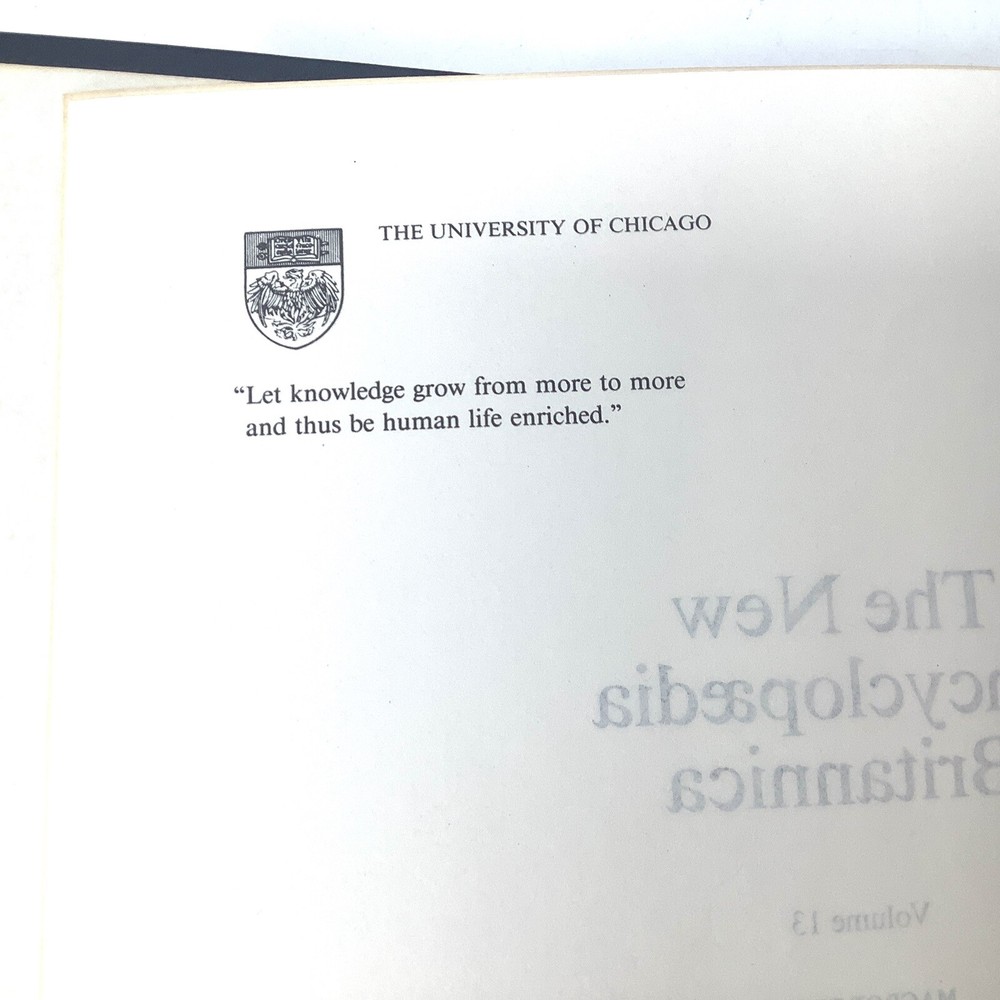 THE UNIVERSITY OF CHICAGO
“Let knowledge grow from more to more
and thus be human life enriched.”
The New
ncyclopædia
Britannica
Volume 13